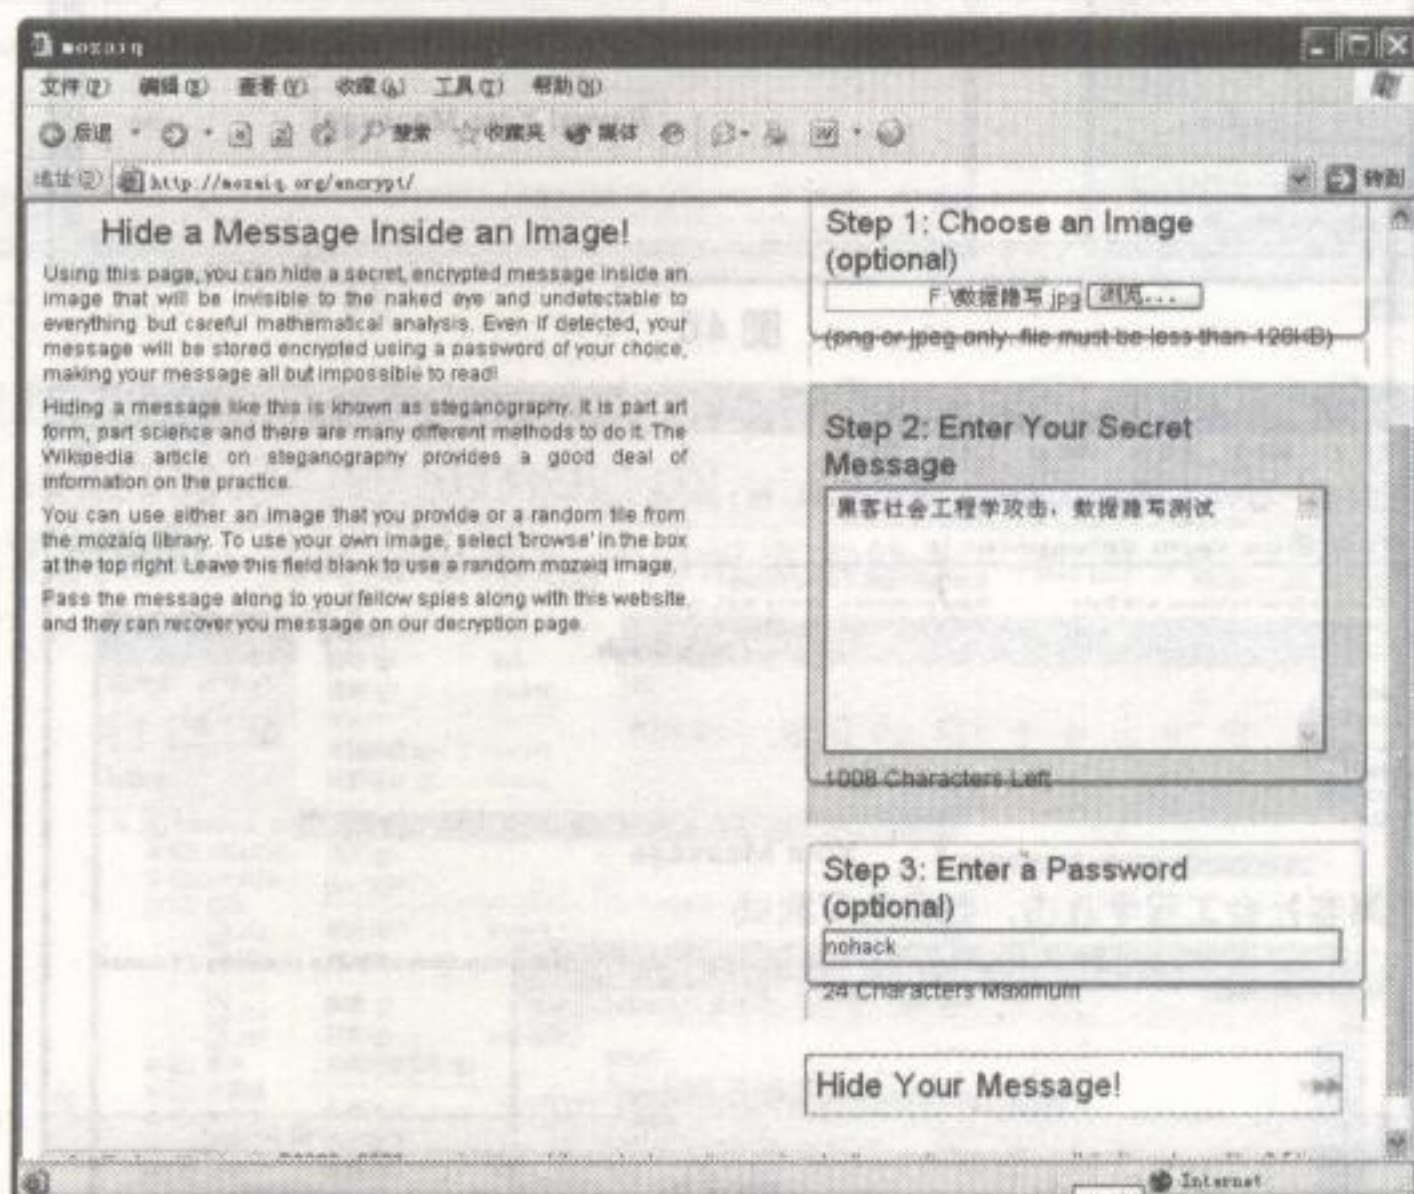 mozaiq
文件(F) 编辑(E) 查看(V) 收藏(A) 工具(T) 帮助(H)
后退 搜索 收藏夹 媒体
地址(D) http://mozaiq.org/encrypt/ 转到
Hide a Message Inside an Image!
Using this page, you can hide a secret, encrypted message inside an
image that will be invisible to the naked eye and undetectable to
everything but careful mathematical analysis. Even if detected, your
message will be stored encrypted using a password of your choice,
making your message all but impossible to read!
Hiding a message like this is known as steganography. It is part art
form, part science and there are many different methods to do it. The
Wikipedia article on steganography provides a good deal of
information on the practice.
You can use either an image that you provide or a random tile from
the mozaiq library. To use your own image, select 'browse' in the box
at the top right. Leave this field blank to use a random mozaiq image.
Pass the message along to your fellow spies along with this website,
and they can recover you message on our decryption page.
Step 1: Choose an Image
(optional)
F:\数据隐写.jpg 浏览...
(png or jpeg only. file must be less than 128KB)
Step 2: Enter Your Secret
Message
黑客社会工程学攻击，数据隐写测试
1008 Characters Left
Step 3: Enter a Password
(optional)
nohack
24 Characters Maximum
Hide Your Message!
Internet